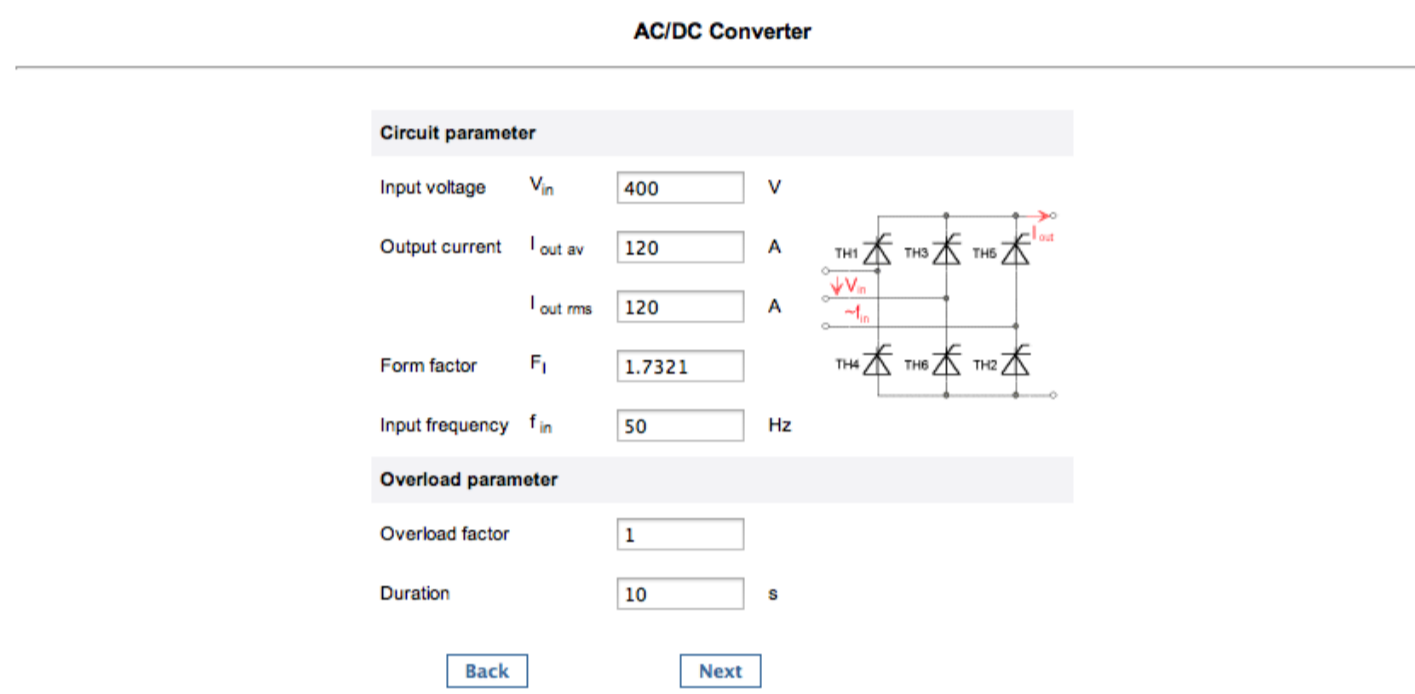 AC/DC Converter
Circuit parameter
Input voltage Vin 400 V
Output current I out av 120 A
I out rms 120 A
Form factor FI 1.7321
Input frequency f in 50 Hz
TH1 TH3 TH5 Iout
Vin
~fin
TH4 TH6 TH2
Overload parameter
Overload factor 1
Duration 10 s
Back Next